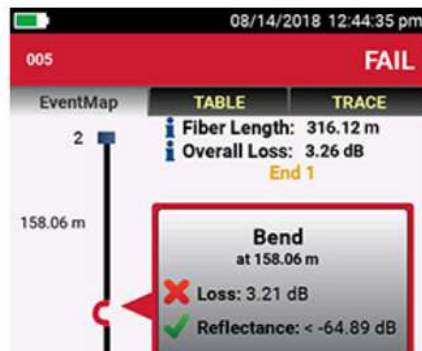 08/14/2018 12:44:35 pm
005 FAIL
EventMap TABLE TRACE
2
Fiber Length: 316.12 m
Overall Loss: 3.26 dB
End 1
158.06 m
Bend
at 158.06 m
Loss: 3.21 dB
Reflectance: < -64.89 dB